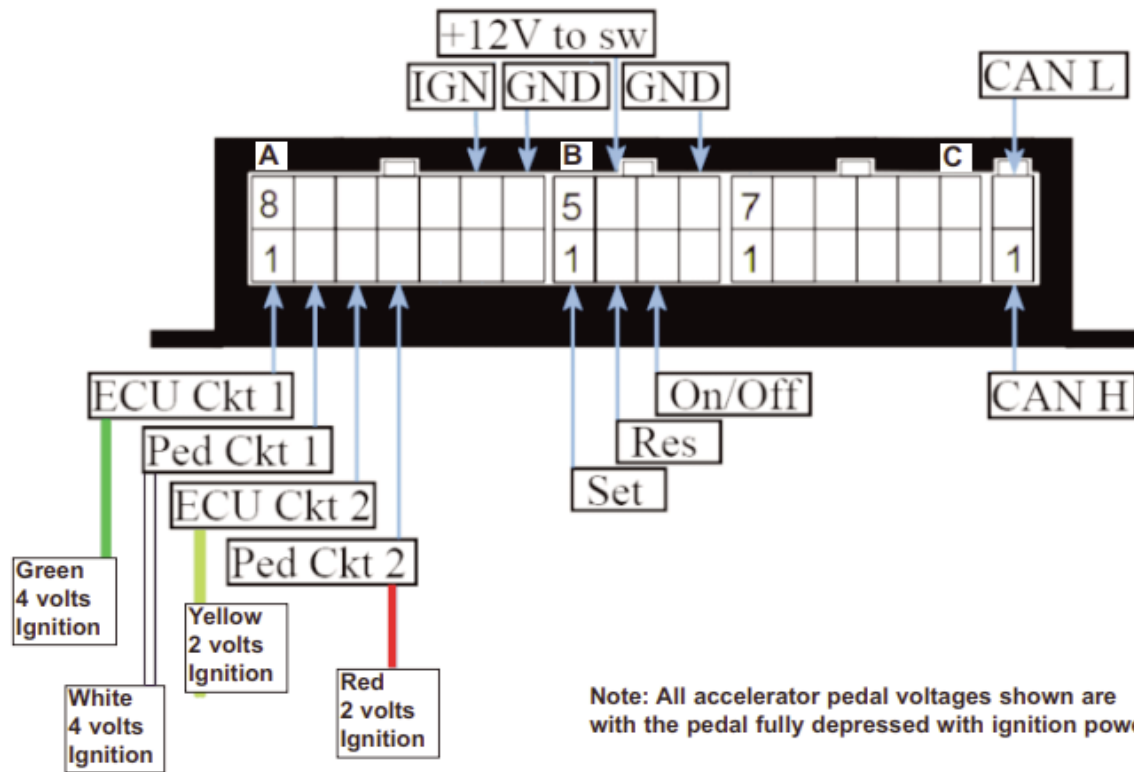 +12V to sw
IGN
GND
GND
CAN L
A
B
C
8
5
7
1
1
1
1
ECU Ckt 1
On/Off
CAN H
Ped Ckt 1
Res
ECU Ckt 2
Set
Ped Ckt 2
Green
4 volts
Ignition
Yellow
2 volts
Ignition
White
4 volts
Ignition
Red
2 volts
Ignition
Note: All accelerator pedal voltages shown are
with the pedal fully depressed with ignition powe